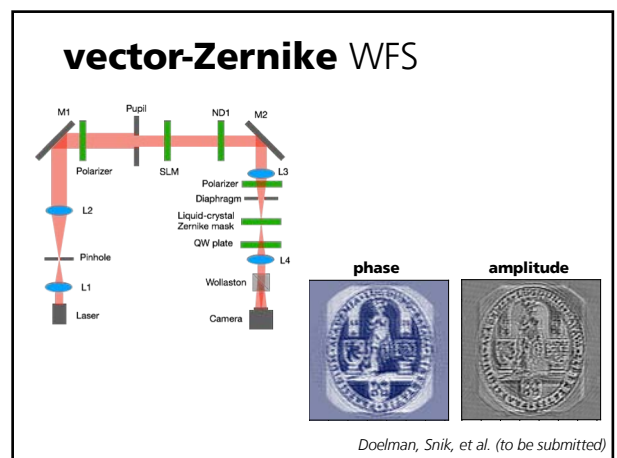 vector-Zernike WFS
M1
Pupil
ND1
M2
Polarizer
SLM
L3
Polarizer
Diaphragm
Liquid-crystal
Zernike mask
QW plate
L4
Wollaston
Camera
L2
Pinhole
L1
Laser
phase
amplitude
Doelman, Snik, et al. (to be submitted)